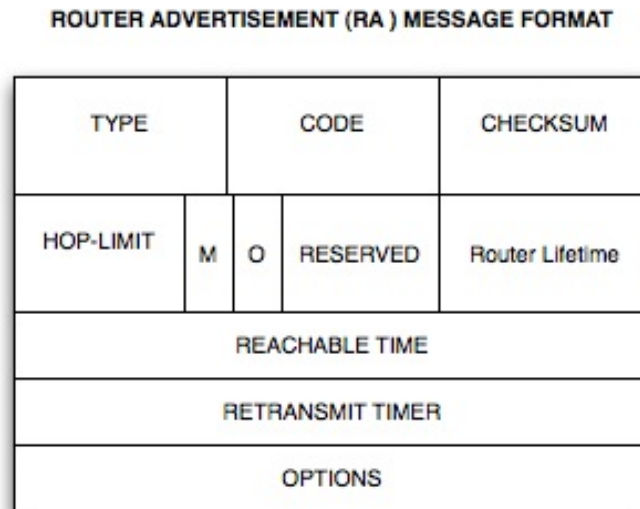 ROUTER ADVERTISEMENT (RA ) MESSAGE FORMAT
TYPE CODE CHECKSUM
HOP-LIMIT M O RESERVED Router Lifetime
REACHABLE TIME
RETRANSMIT TIMER
OPTIONS